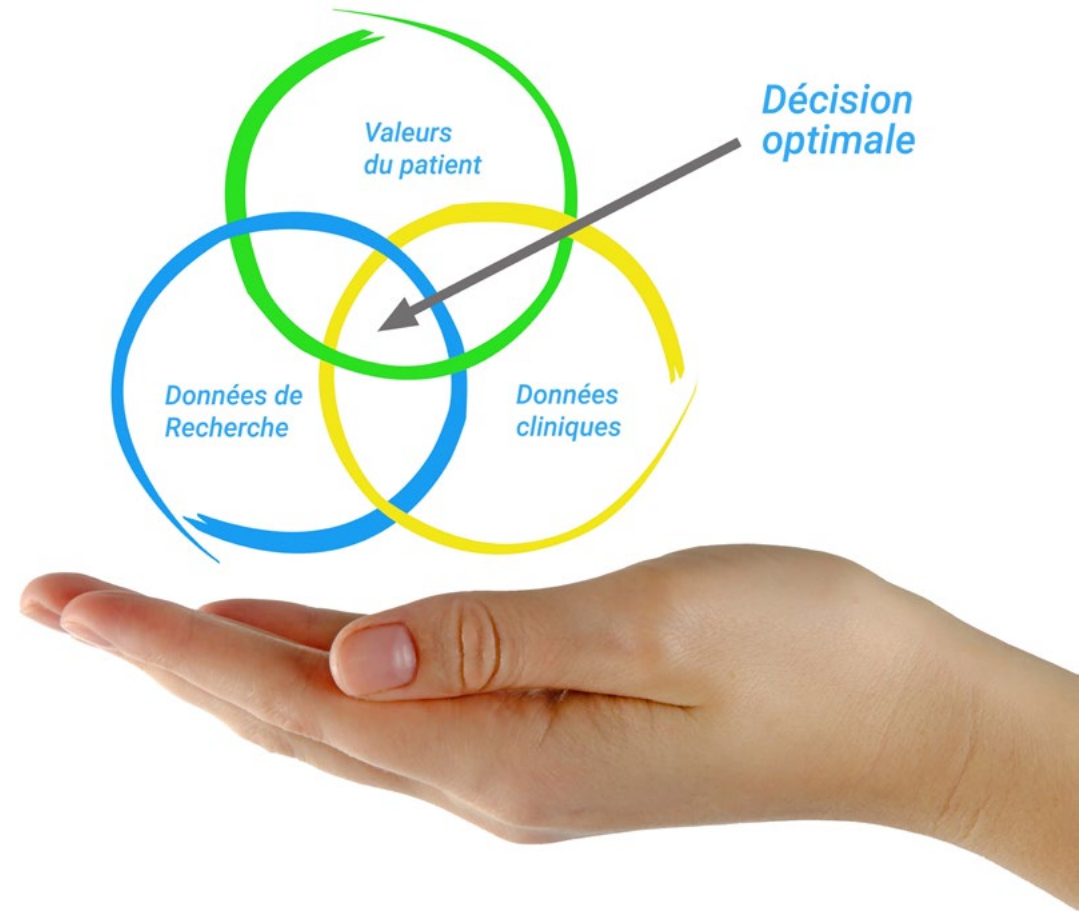 Valeurs
du patient
Décision
optimale
Données de
Recherche
Données
cliniques